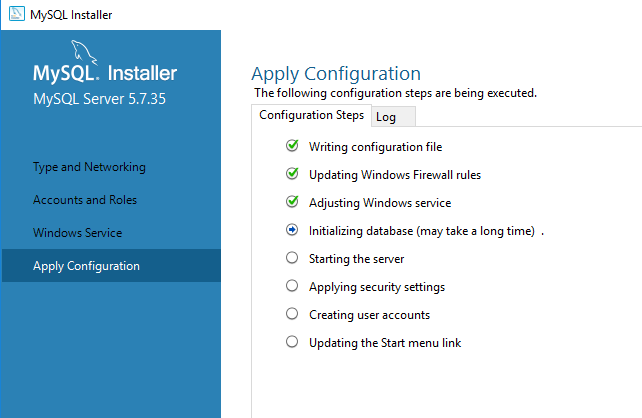 MySQL Installer
MySQL. Installer
MySQL Server 5.7.35
Type and Networking
Accounts and Roles
Windows Service
Apply Configuration
Apply Configuration
The following configuration steps are being executed.
Configuration Steps Log
Writing configuration file
Updating Windows Firewall rules
Adjusting Windows service
Initializing database (may take a long time) .
Starting the server
Applying security settings
Creating user accounts
Updating the Start menu link